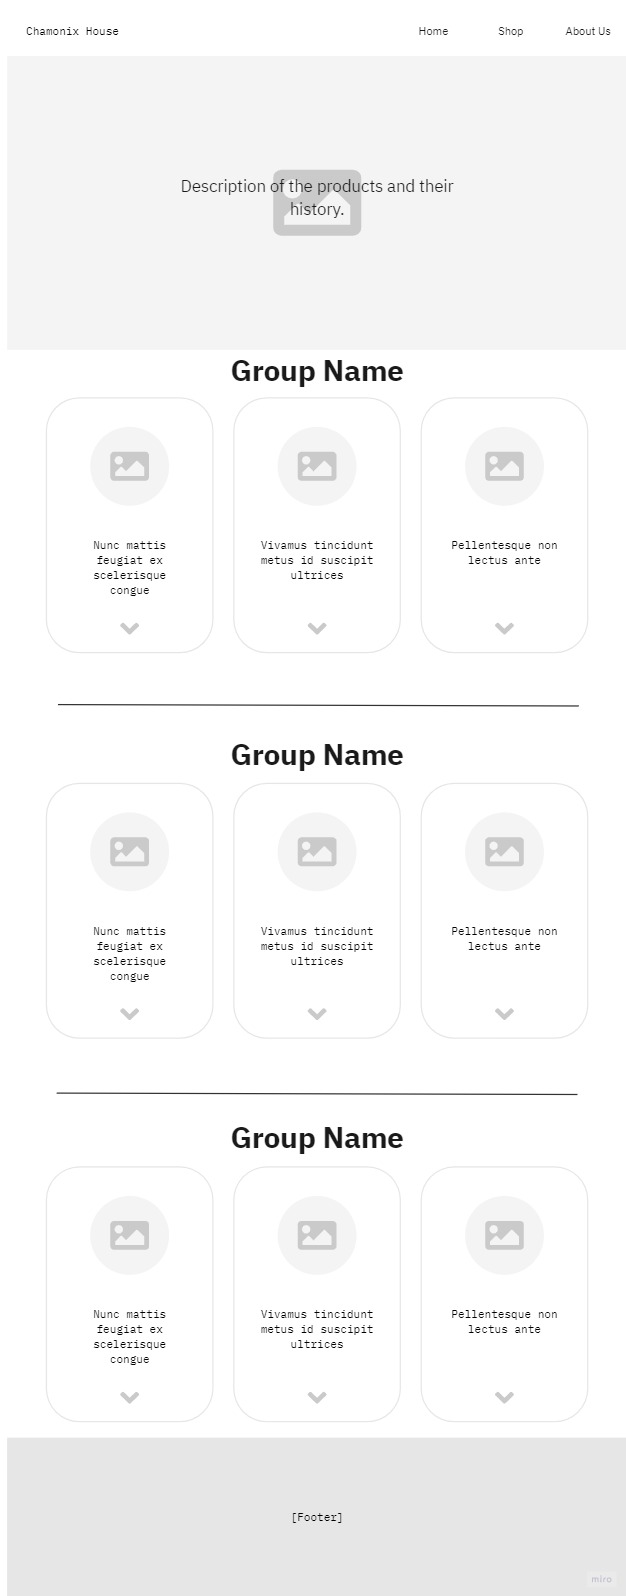 Chamonix House
Home Shop About Us
Description of the products and their
history.
Group Name
Nunc mattis
feugiat ex
scelerisque
congue
Vivamus tincidunt
metus id suscipit
ultrices
Pellentesque non
lectus ante
Group Name
Nunc mattis
feugiat ex
scelerisque
congue
Vivamus tincidunt
metus id suscipit
ultrices
Pellentesque non
lectus ante
Group Name
Nunc mattis
feugiat ex
scelerisque
congue
Vivamus tincidunt
metus id suscipit
ultrices
Pellentesque non
lectus ante
[Footer]
miro